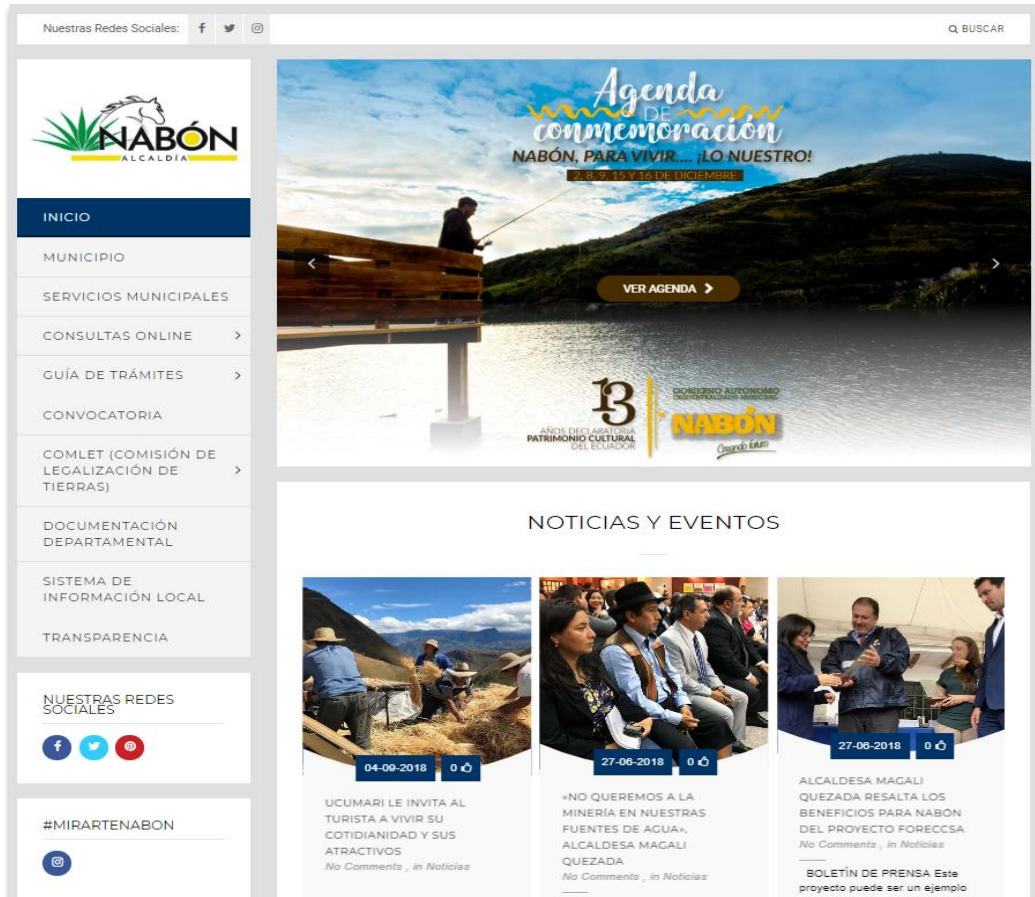 Nuestras Redes Sociales:
BUSCAR
NABÓN
ALCALDÍA
INICIO
MUNICIPIO
SERVICIOS MUNICIPALES
CONSULTAS ONLINE
GUÍA DE TRÁMITES
CONVOCATORIA
COMLET (COMISIÓN DE
LEGALIZACIÓN DE
TIERRAS)
DOCUMENTACIÓN
DEPARTAMENTAL
SISTEMA DE
INFORMACIÓN LOCAL
TRANSPARENCIA
NUESTRAS REDES
SOCIALES
#MIRARTENABON
Agenda
DE
conmemoración
NABÓN, PARA VIVIR.... ¡LO NUESTRO!
2, 8, 9, 15 Y 16 DE DICIEMBRE
VER AGENDA
13
AÑOS DECLARATORIA
PATRIMONIO CULTURAL
DEL ECUADOR
GOBIERNO AUTONOMO
DESCENTRALIZADO MUNICIPAL
NABÓN
Creando futuro
NOTICIAS Y EVENTOS
04-09-2018 0
UCUMARI LE INVITA AL
TURISTA A VIVIR SU
COTIDIANIDAD Y SUS
ATRACTIVOS
No Comments , in Noticias
27-06-2018 0
«NO QUEREMOS A LA
MINERÍA EN NUESTRAS
FUENTES DE AGUA»,
ALCALDESA MAGALI
QUEZADA
No Comments , in Noticias
27-06-2018 0
ALCALDESA MAGALI
QUEZADA RESALTA LOS
BENEFICIOS PARA NABÓN
DEL PROYECTO FORECCSA
No Comments , in Noticias
BOLETÍN DE PRENSA Este
proyecto puede ser un ejemplo